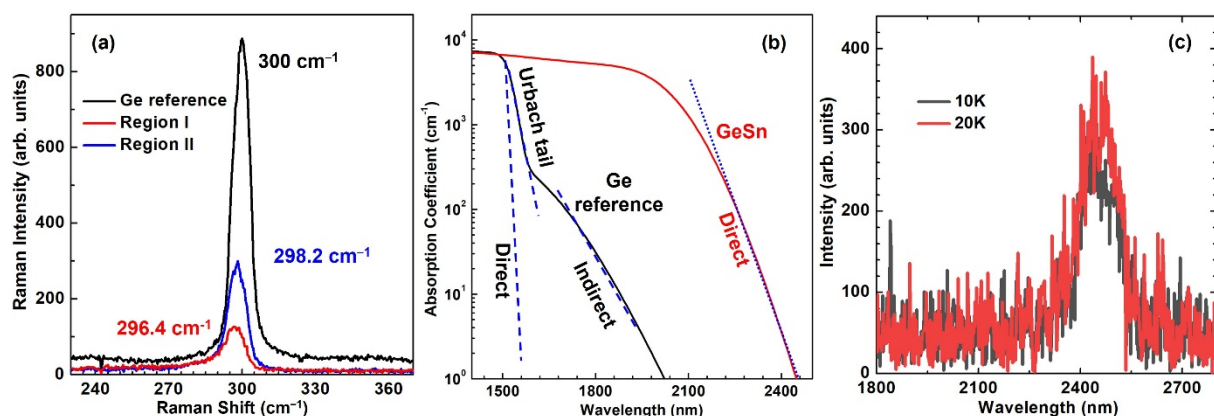 (a)
300 cm⁻¹
Ge reference
Region I
Region II
298.2 cm⁻¹
296.4 cm⁻¹
Raman Intensity (arb. units)
800
600
400
200
0
240
270
300
330
360
Raman Shift (cm⁻¹)
(b)
Urbach tail
GeSn
Ge
reference
Direct
Indirect
Direct
Absorption Coefficient (cm⁻¹)
10⁴
10³
10²
10¹
10⁰
1500
1800
2100
2400
Wavelength (nm)
(c)
10K
20K
Intensity (arb. units)
400
300
200
100
0
1800
2100
2400
2700
Wavelength (nm)